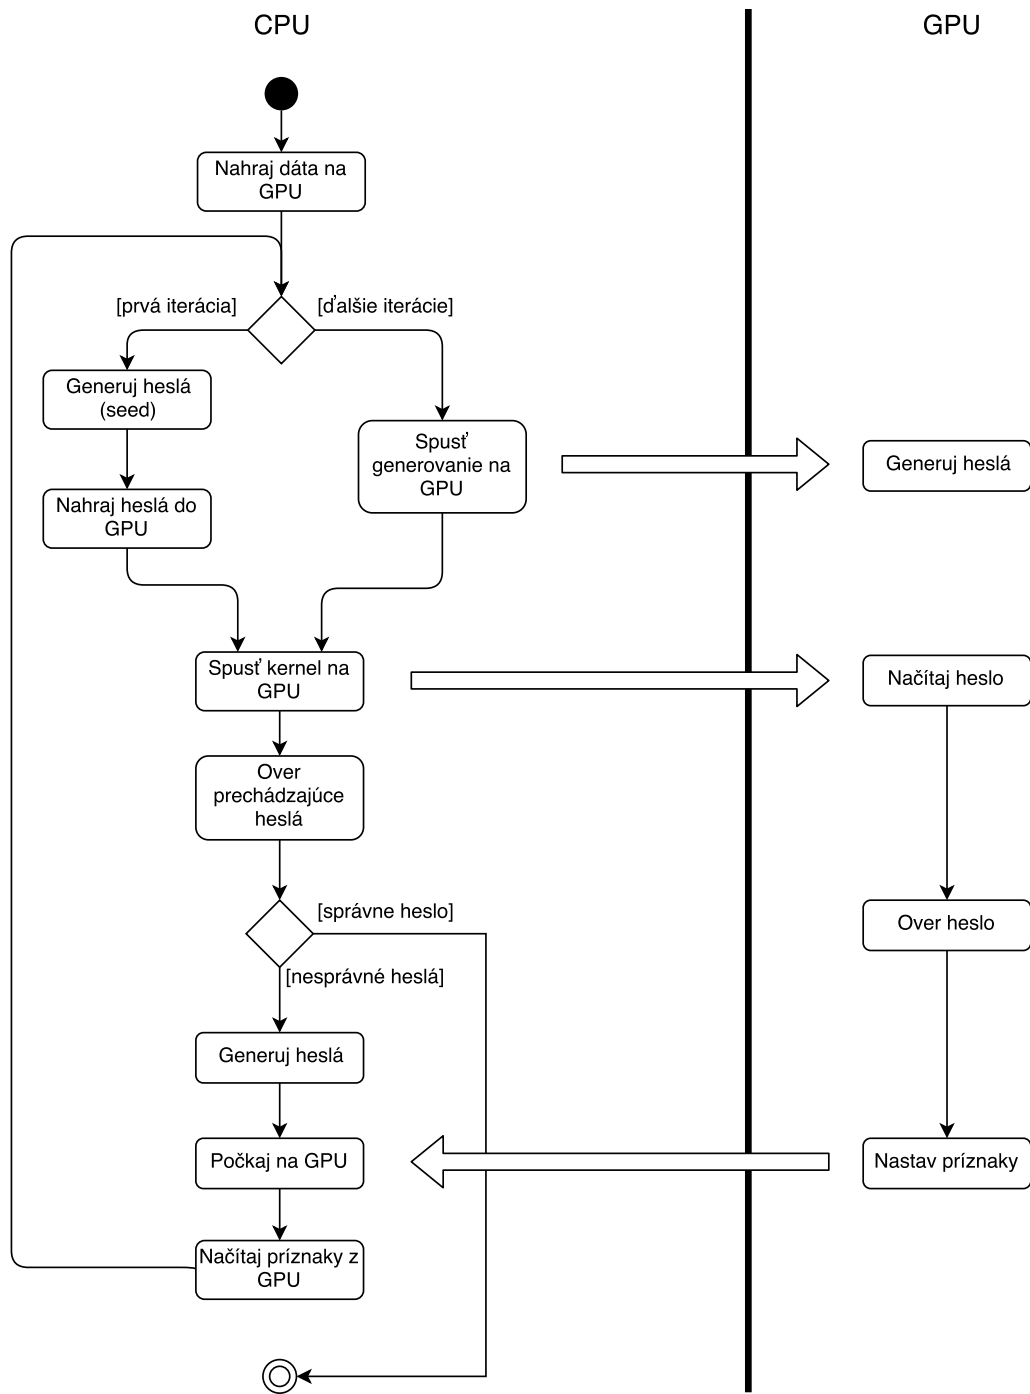 CPU
GPU
Nahraj dáta na
GPU
[prvá iterácia]
[ďalšie iterácie]
Generuj heslá
(seed)
Spusť
generovanie na
GPU
Generuj heslá
Nahraj heslá do
GPU
Spusť kernel na
GPU
Načítaj heslo
Over
prechádzajúce
heslá
[správne heslo]
Over heslo
[nesprávné heslá]
Generuj heslá
Počkaj na GPU
Nastav príznaky
Načítaj príznaky z
GPU